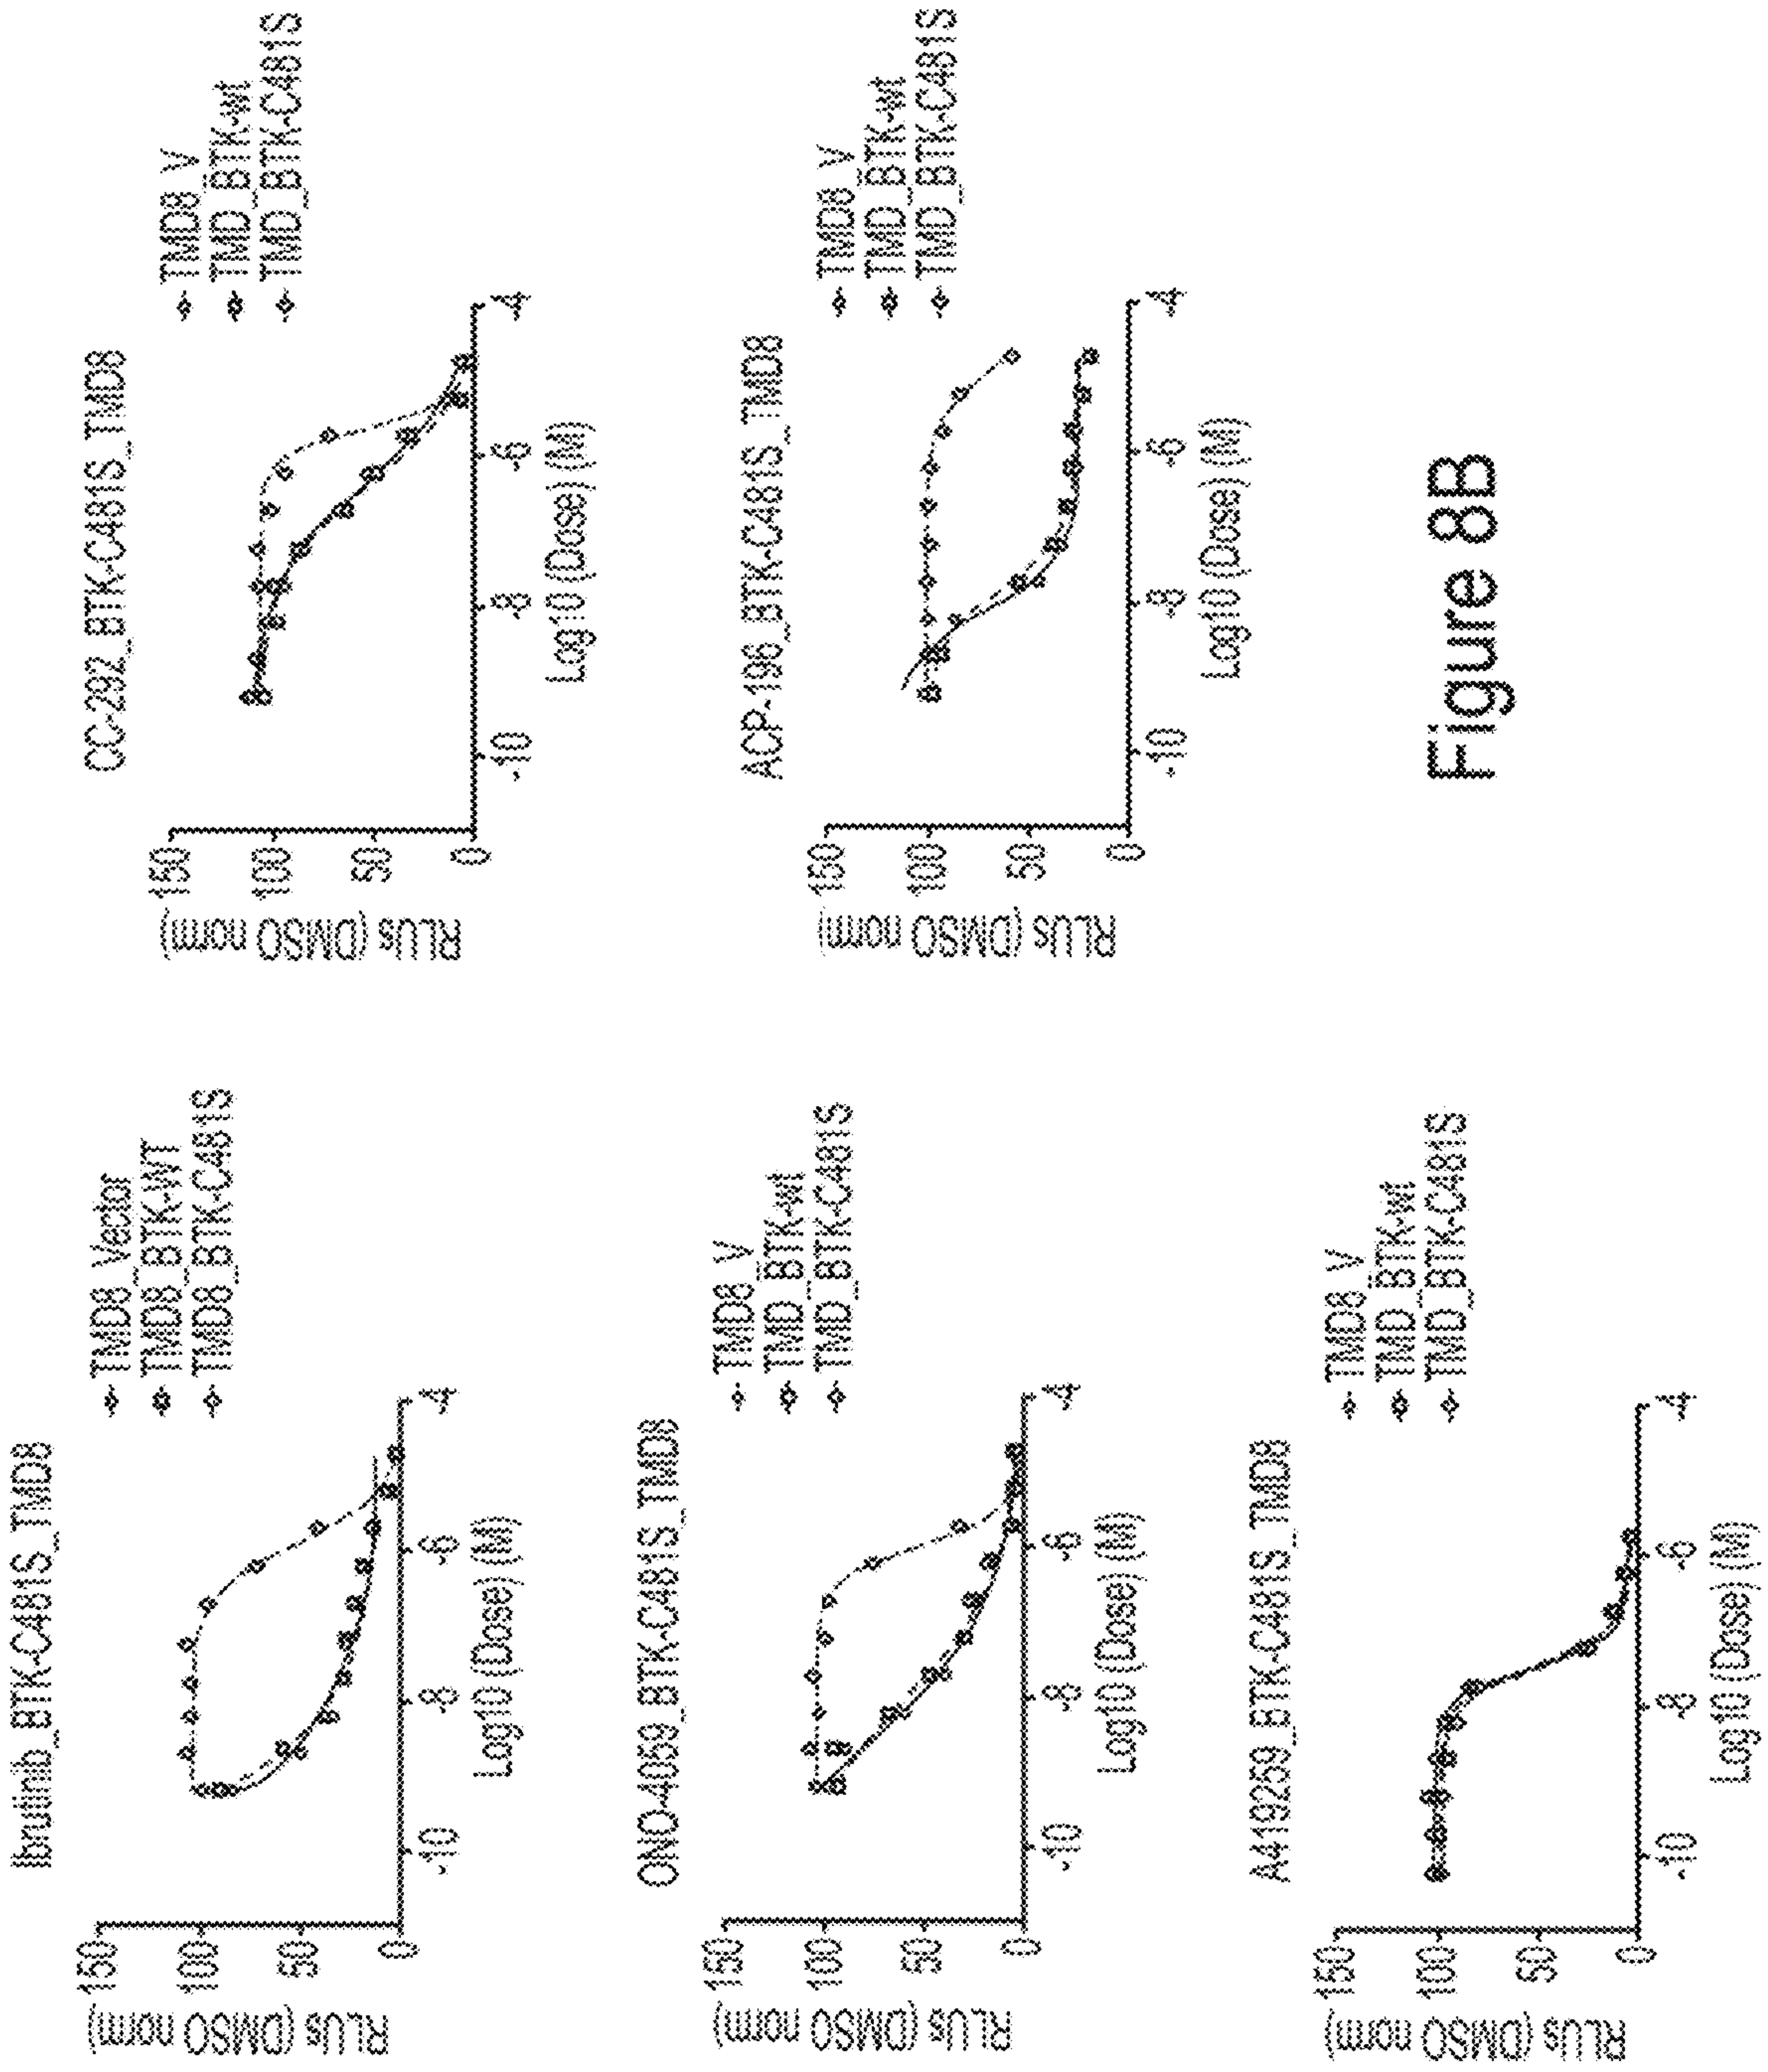 Ibrutinib_BTK-C481S_TMD8
RLUs (DMSO norm)
150
100
50
0
-10
-8
-6
-4
Log10 (Dose) (M)
TMD8_Vector
TMD8_BTK-WT
TMD8_BTK-C481S
CC-292_BTK-C481S_TMD8
RLUs (DMSO norm)
150
100
50
0
-10
-8
-6
-4
Log10 (Dose) (M)
TMD8_V
TMD_BTK-wt
TMD_BTK-C481S
ONO-4059_BTK-C481S_TMD8
RLUs (DMSO norm)
150
100
50
0
-10
-8
-6
-4
Log10 (Dose) (M)
TMD8_V
TMD_BTK-wt
TMD_BTK-C481S
ACP-196_BTK-C481S_TMD8
RLUs (DMSO norm)
150
100
50
0
-10
-8
-6
-4
Log10 (Dose) (M)
TMD8_V
TMD_BTK-wt
TMD_BTK-C481S
A419259_BTK-C481S_TMD8
RLUs (DMSO norm)
150
100
50
0
-10
-8
-6
-4
Log10 (Dose) (M)
TMD8_V
TMD_BTK-wt
TMD_BTK-C481S
Figure 8B